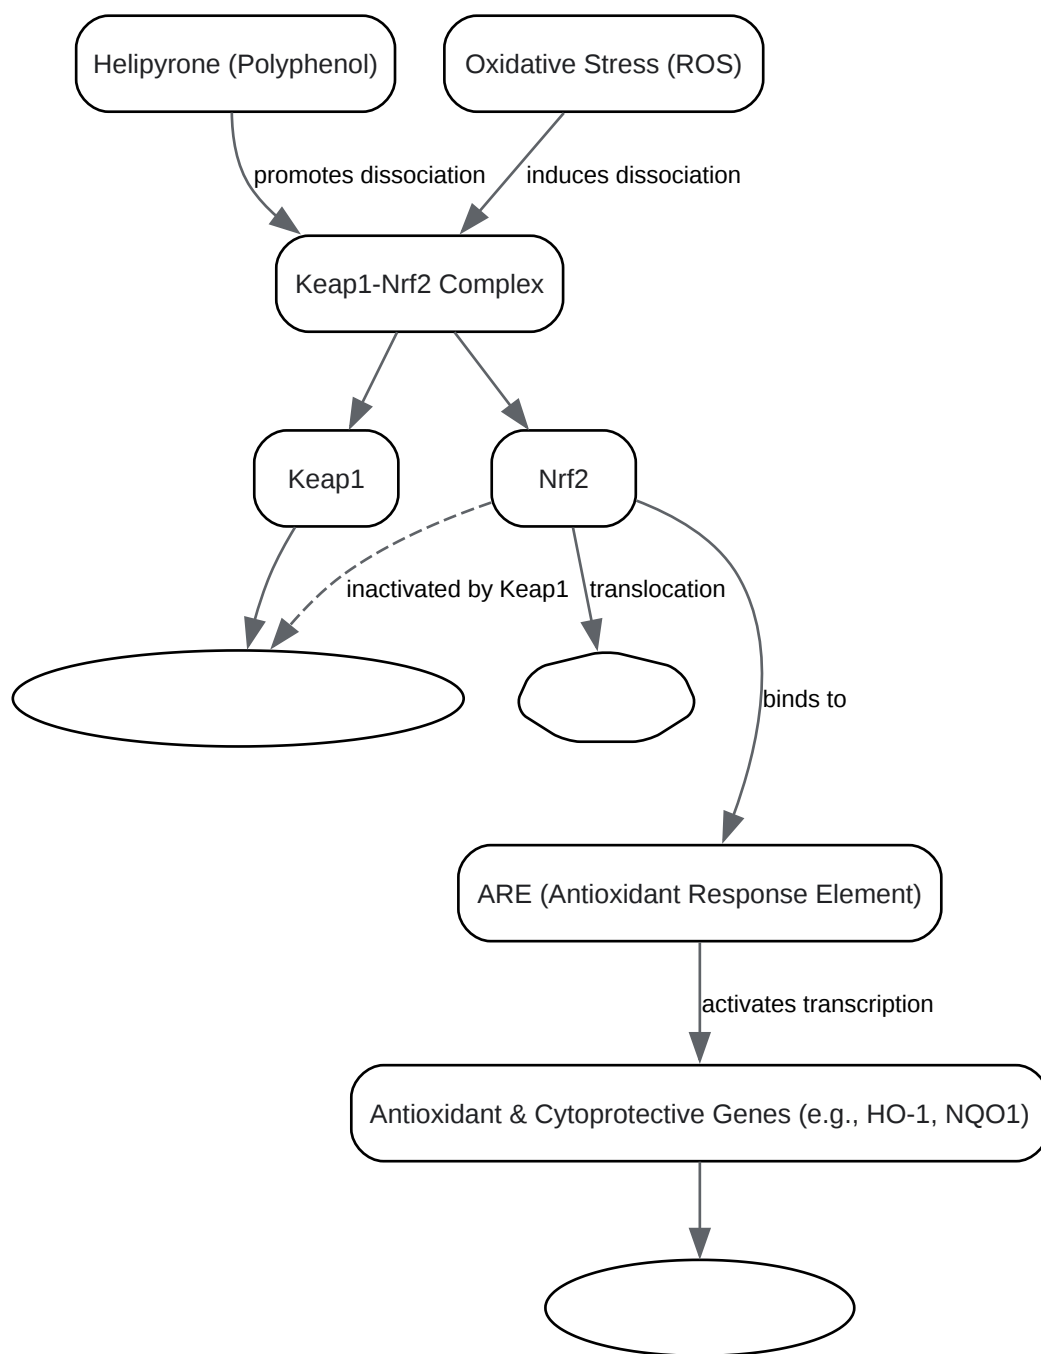 Helipyrone (Polyphenol)
Oxidative Stress (ROS)
promotes dissociation
induces dissociation
Keap1-Nrf2 Complex
Keap1
Nrf2
inactivated by Keap1
translocation
binds to
ARE (Antioxidant Response Element)
activates transcription
Antioxidant & Cytoprotective Genes (e.g., HO-1, NQO1)